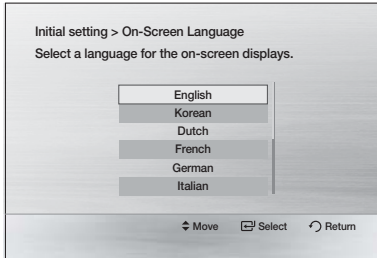 Initial setting > On-Screen Language
Select a language for the on-screen displays.
English
Korean
Dutch
French
German
Italian
Move Select Return